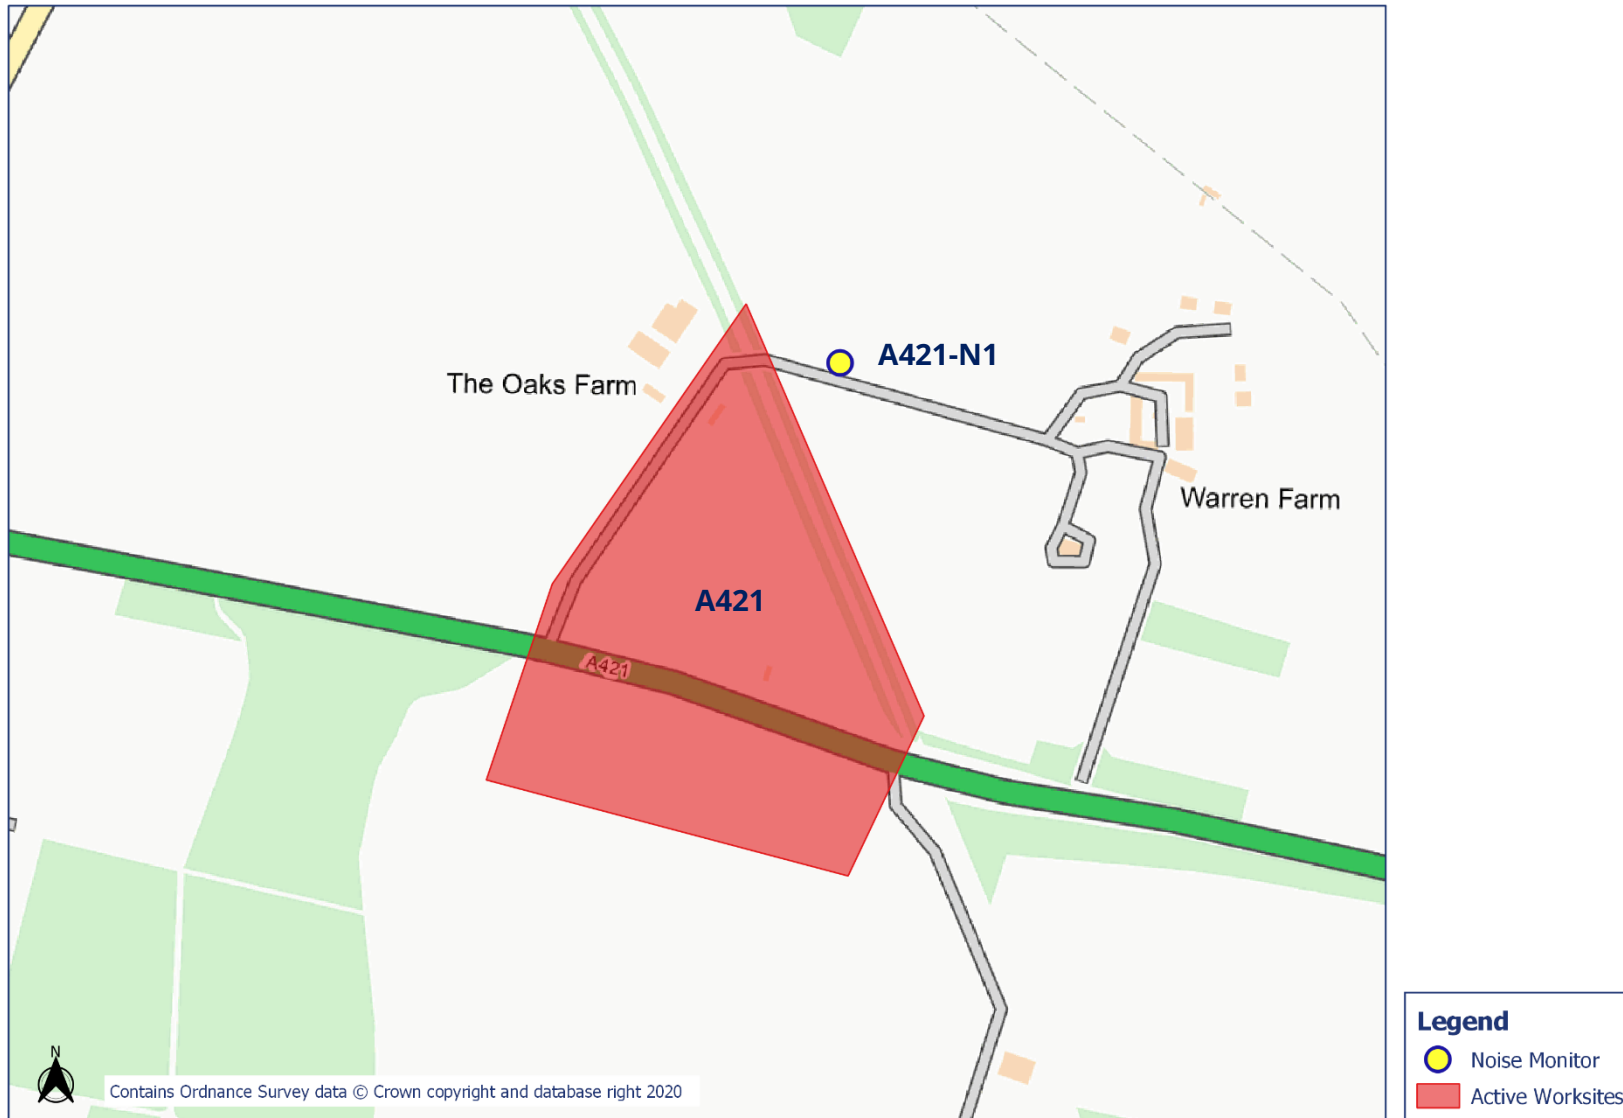 A421-N1
The Oaks Farm
Warren Farm
A421
A421
N
Contains Ordnance Survey data © Crown copyright and database right 2020
Legend
Noise Monitor
Active Worksites